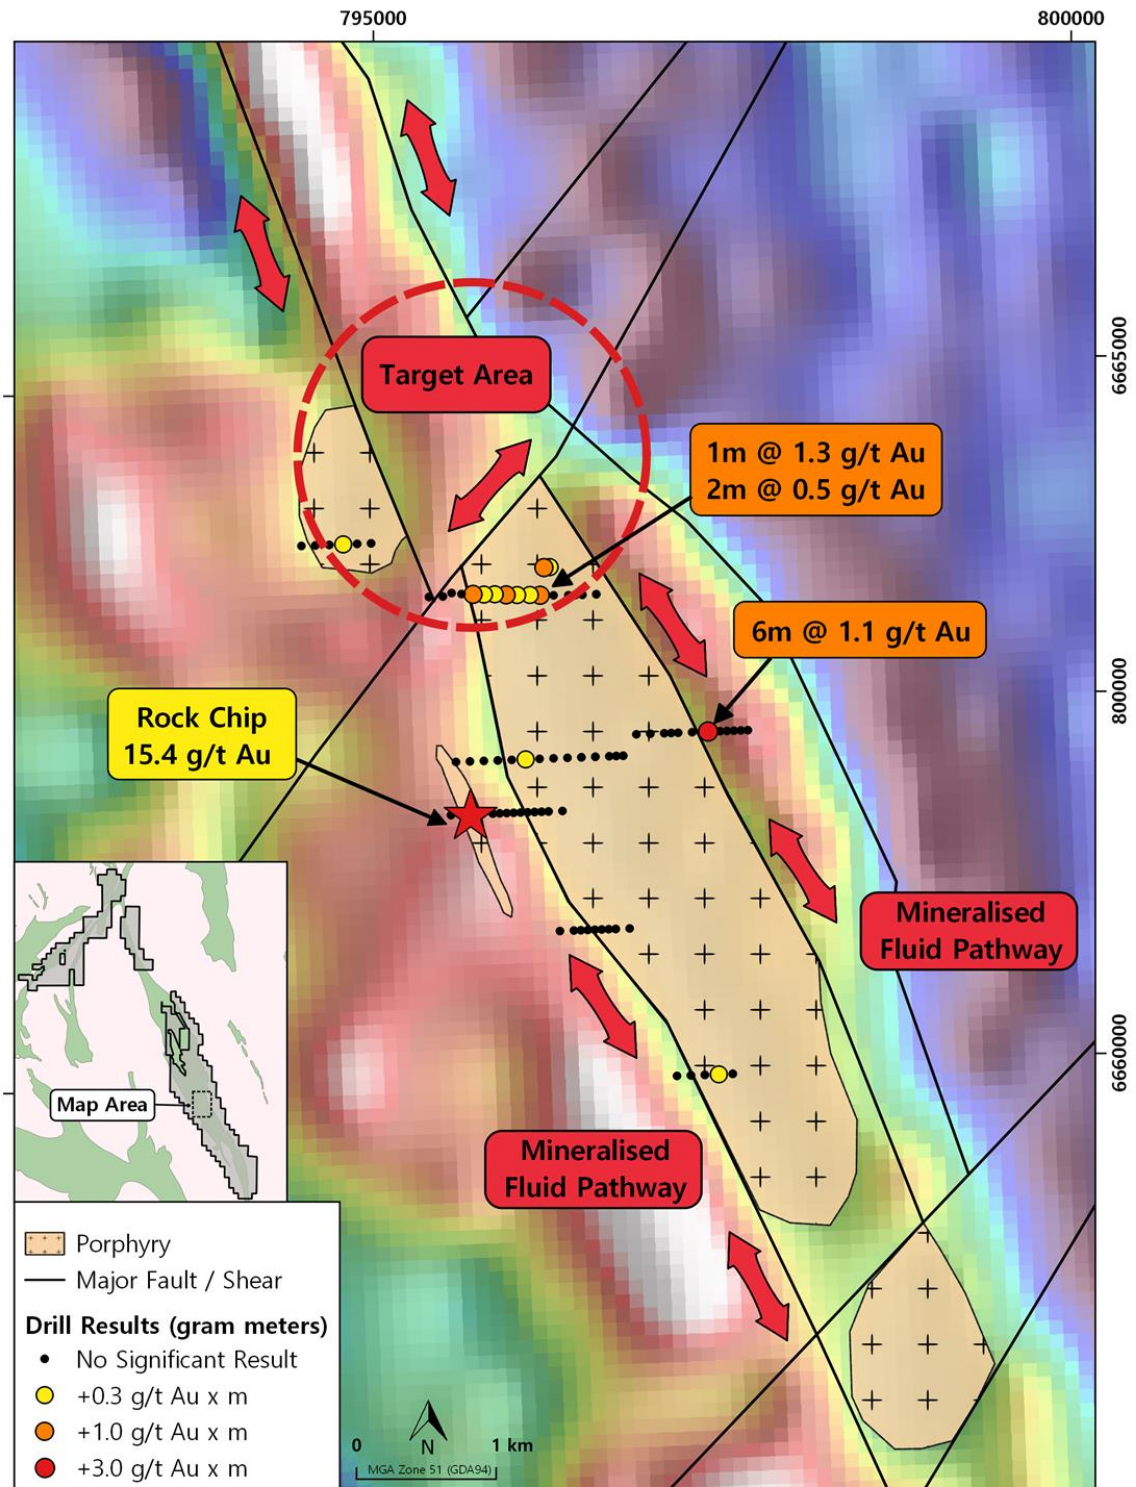 795000
800000
6665000
Target Area
1m @ 1.3 g/t Au
2m @ 0.5 g/t Au
6m @ 1.1 g/t Au
800000
Rock Chip
15.4 g/t Au
Mineralised
Fluid Pathway
6660000
Map Area
Mineralised
Fluid Pathway
Porphyry
Major Fault / Shear
Drill Results (gram meters)
No Significant Result
+0.3 g/t Au x m
+1.0 g/t Au x m
+3.0 g/t Au x m
0
N
1 km
MGA Zone 51 (GDA94)